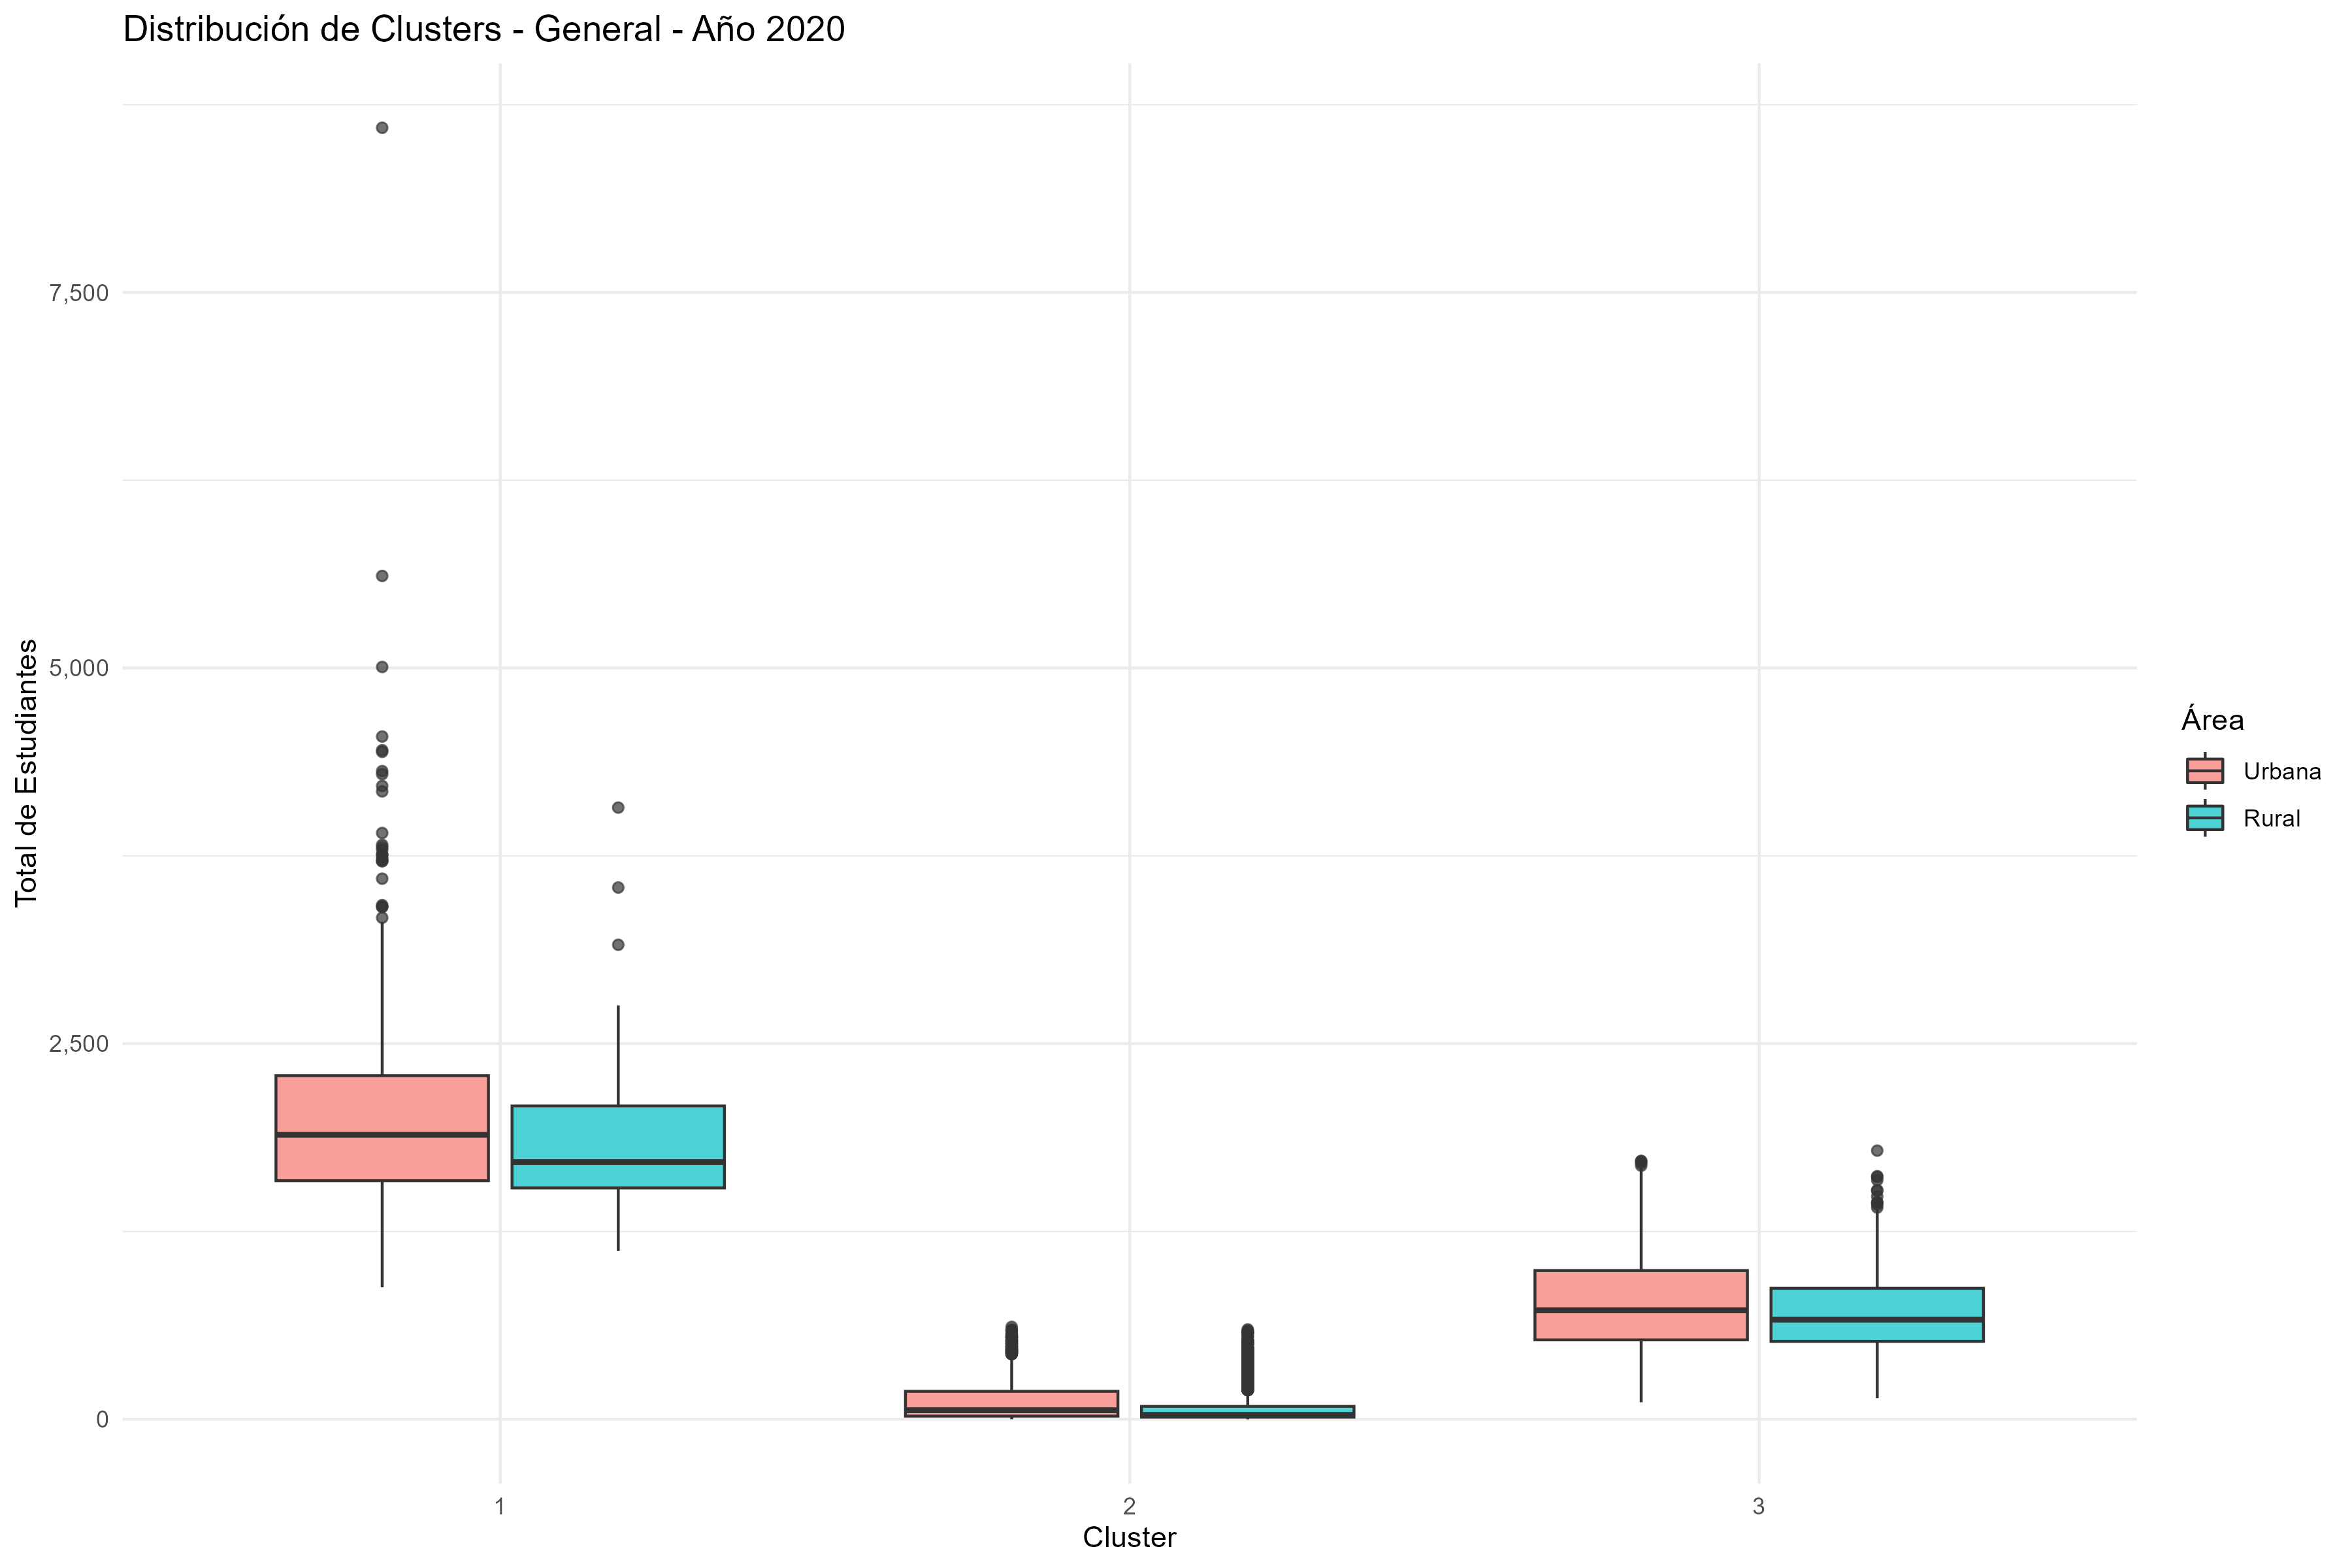 Distribución de Clusters - General - Año 2020
Total de Estudiantes
7,500
5,000
2,500
0
1
2
3
Cluster
Área
Urbana
Rural